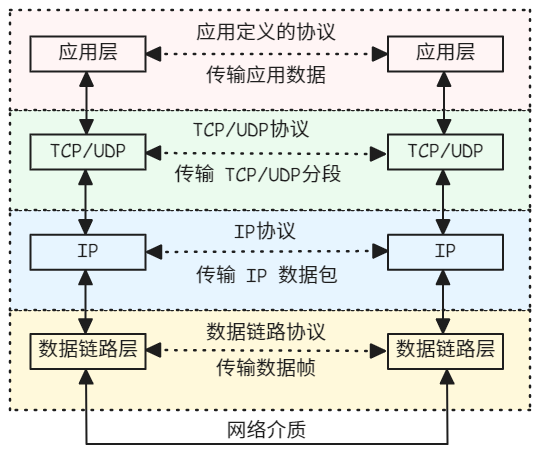 应用定义的协议
应用层
应用层
传输应用数据
TCP/UDP协议
TCP/UDP
TCP/UDP
传输 TCP/UDP分段
IP协议
IP
IP
传输 IP 数据包
数据链路协议
数据链路层
数据链路层
传输数据帧
网络介质